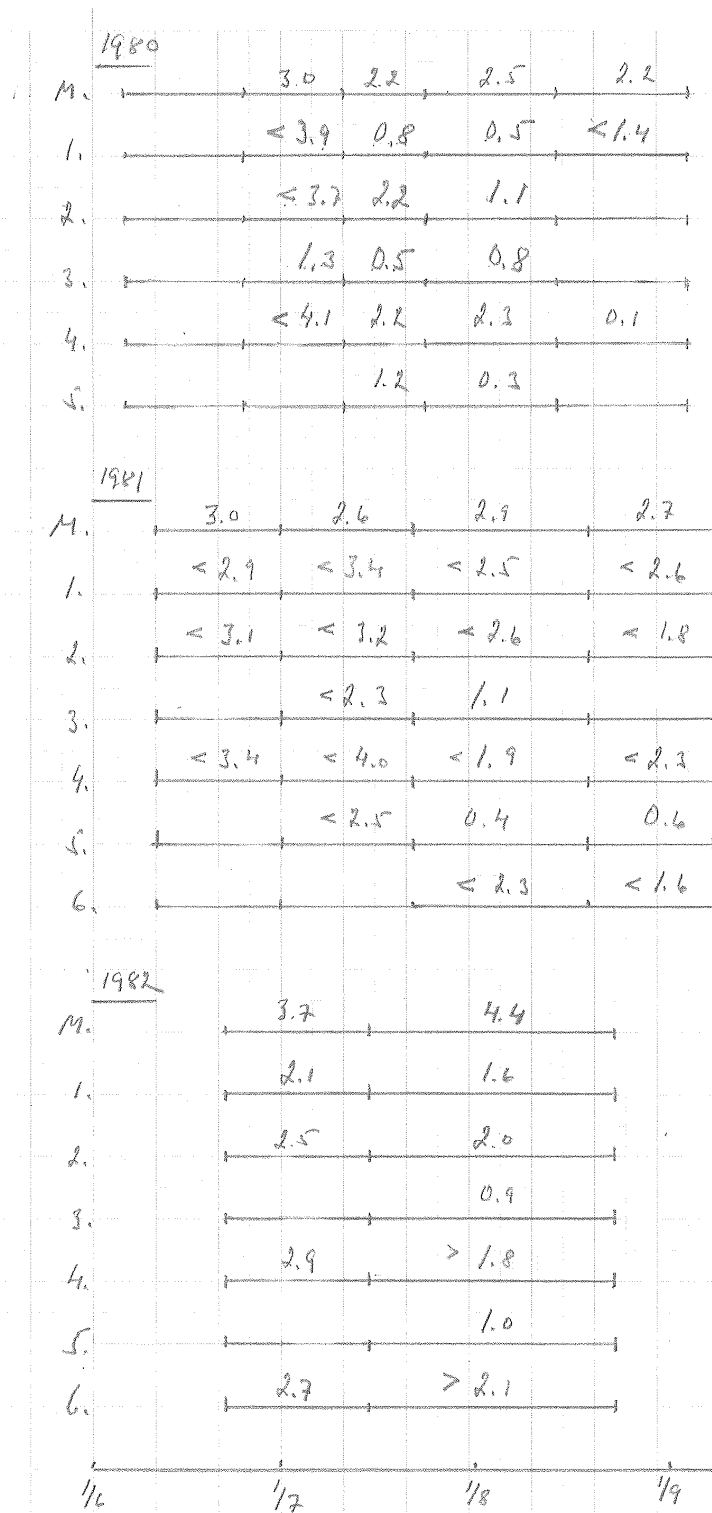 1980
M. 3.0 2.2 2.5 2.2
1. <3.9 0.8 0.5 <1.4
2. <3.7 2.2 1.1
3. 1.3 0.5 0.8
4. <4.1 2.2 2.3 0.1
5. 1.2 0.3
1981
M. 3.0 2.6 2.9 2.7
1. <2.9 <3.4 <2.5 <2.6
2. <3.1 <3.2 <2.6 <1.8
3. <2.3 1.1
4. <3.4 <4.0 <1.9 <2.3
5. <2.5 0.4 0.6
6. <2.3 <1.6
1982
M. 3.7 4.4
1. 2.1 1.6
2. 2.5 2.0
3. 0.9
4. 2.9 >1.8
5. 1.0
6. 2.7 >2.1
1/6 1/7 1/8 1/9